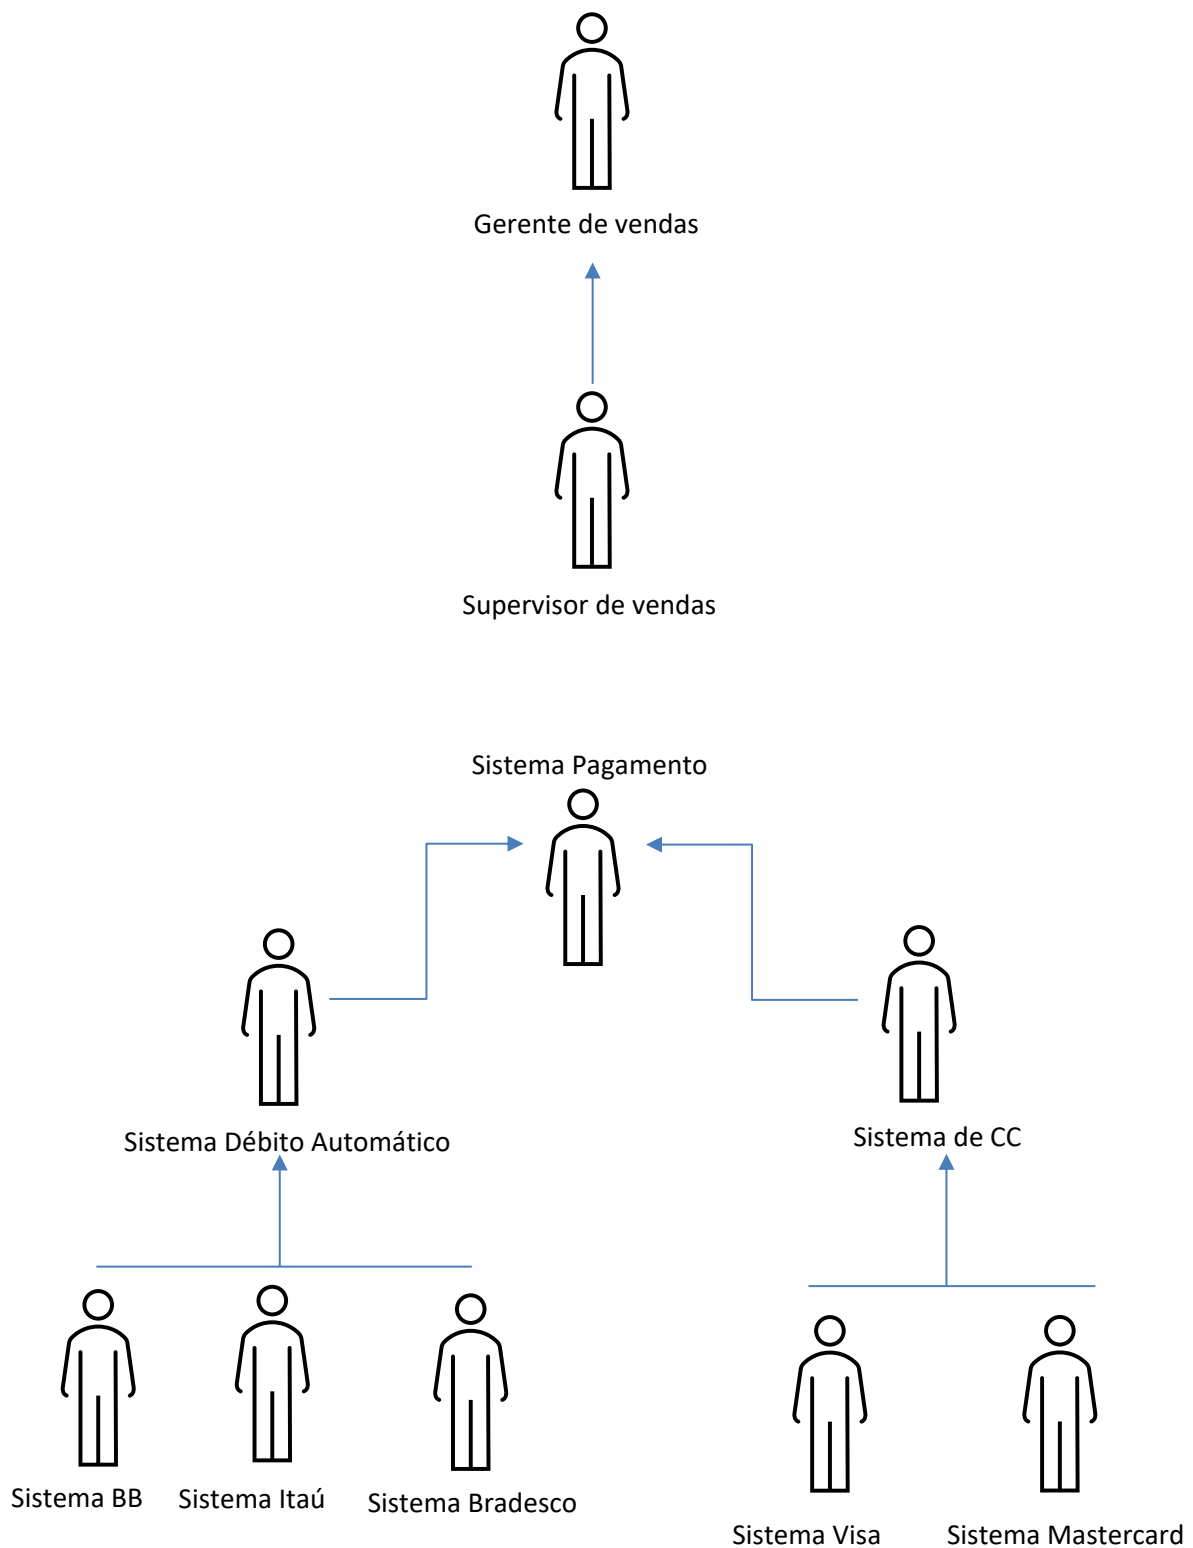 Gerente de vendas
Supervisor de vendas
Sistema Pagamento
Sistema Débito Automático
Sistema de CC
Sistema BB
Sistema Itaú
Sistema Bradesco
Sistema Visa
Sistema Mastercard